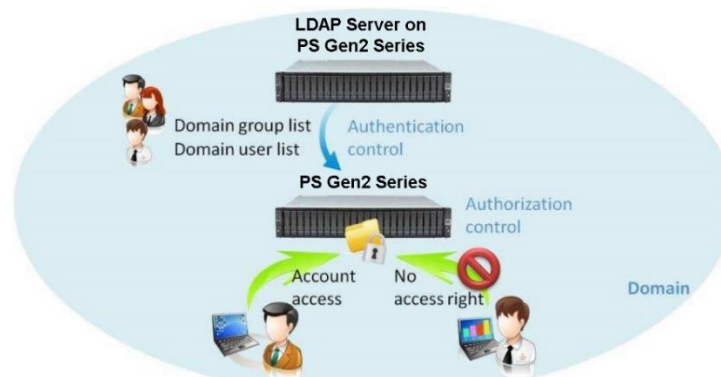 LDAP Server on
PS Gen2 Series
Domain group list
Domain user list
Authentication
control
PS Gen2 Series
Authorization
control
Account
access
No
access right
Domain